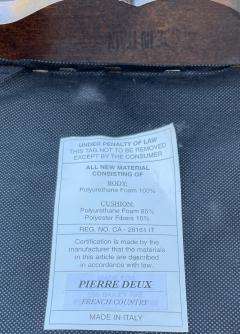 UNDER PENALTY OF LAW
THIS TAG NOT TO BE REMOVED
EXCEPT BY THE CONSUMER
ALL NEW MATERIAL
CONSISTING OF
BODY:
Polyurethane Foam 100%
CUSHION:
Polyurethane Foam 85%
Polyester Fibers 15%
REG. NO. CA - 28161 IT
Certification is made by the
manufacturer that the materials
in this article are described
in accordance with law.
PIERRE DEUX
FRENCH COUNTRY
MADE IN ITALY